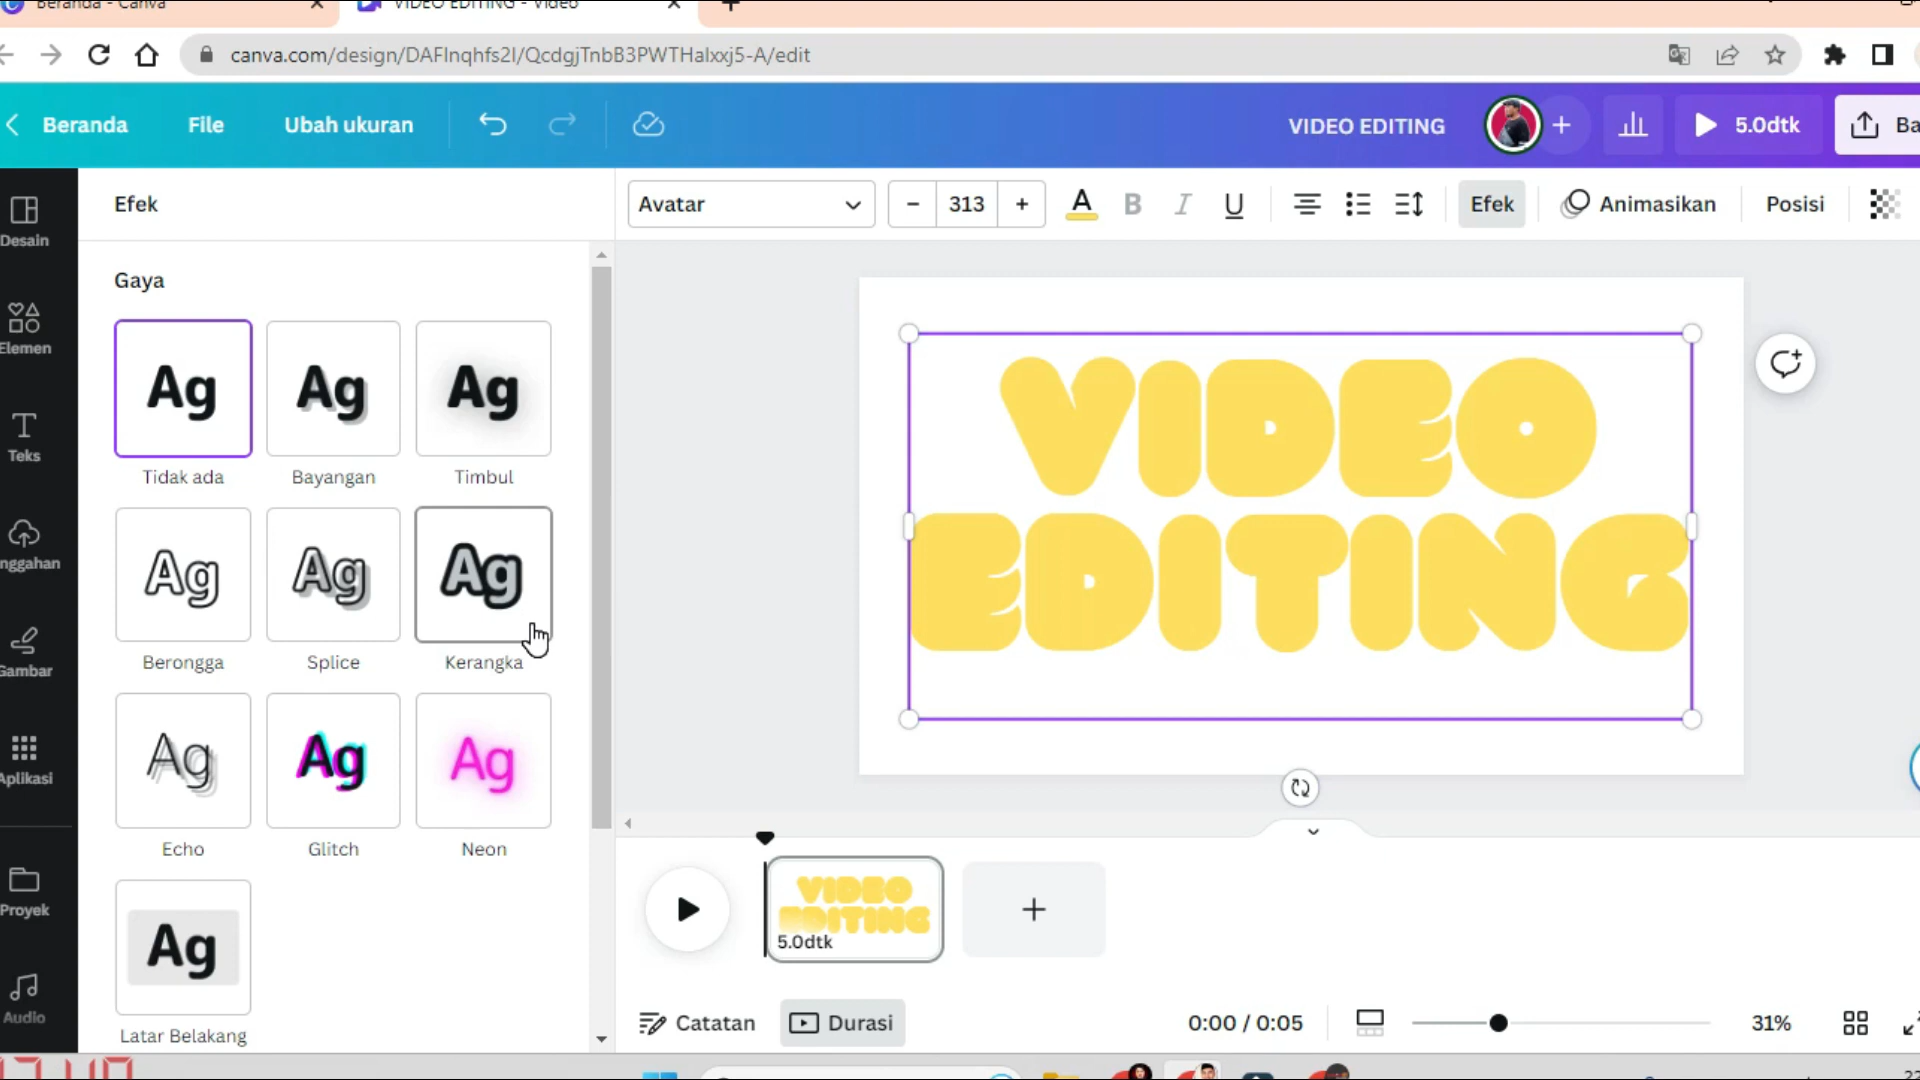 Beranda - Canva
VIDEO EDITING - Video
canva.com/design/DAFlnqhfs2I/QcdgjTnbB3PWTHalxxj5-A/edit
Beranda
File
Ubah ukuran
VIDEO EDITING
5.0dtk
Ba
Efek
Avatar
313
A
B
I
U
Efek
Animasikan
Posisi
Desain
Elemen
Teks
nggahan
Gambar
Aplikasi
Proyek
Audio
Gaya
Ag
Ag
Ag
Tidak ada
Bayangan
Timbul
Ag
Ag
Ag
Berongga
Splice
Kerangka
Ag
Ag
Ag
Echo
Glitch
Neon
Ag
Latar Belakang
VIDEO
EDITING
VIDEO
EDITING
5.0dtk
Catatan
Durasi
0:00 / 0:05
31%